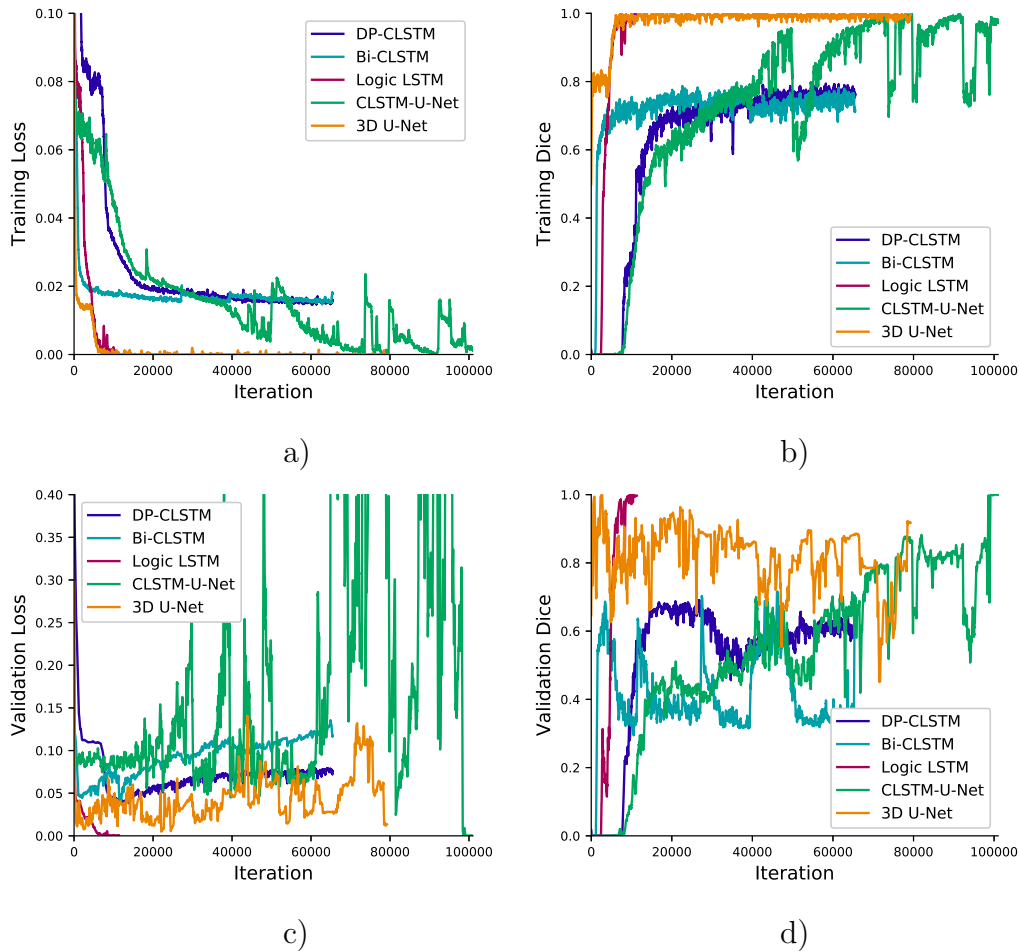 0.10
0.08
0.06
0.04
0.02
0.00
Training Loss
DP-CLSTM
Bi-CLSTM
Logic LSTM
CLSTM-U-Net
3D U-Net
0
20000
40000
60000
80000
100000
Iteration
a)
1.0
0.8
0.6
0.4
0.2
0.0
Training Dice
DP-CLSTM
Bi-CLSTM
Logic LSTM
CLSTM-U-Net
3D U-Net
0
20000
40000
60000
80000
100000
Iteration
b)
0.40
0.35
0.30
0.25
0.20
0.15
0.10
0.05
0.00
Validation Loss
DP-CLSTM
Bi-CLSTM
Logic LSTM
CLSTM-U-Net
3D U-Net
0
20000
40000
60000
80000
100000
Iteration
c)
1.0
0.8
0.6
0.4
0.2
0.0
Validation Dice
DP-CLSTM
Bi-CLSTM
Logic LSTM
CLSTM-U-Net
3D U-Net
0
20000
40000
60000
80000
100000
Iteration
d)